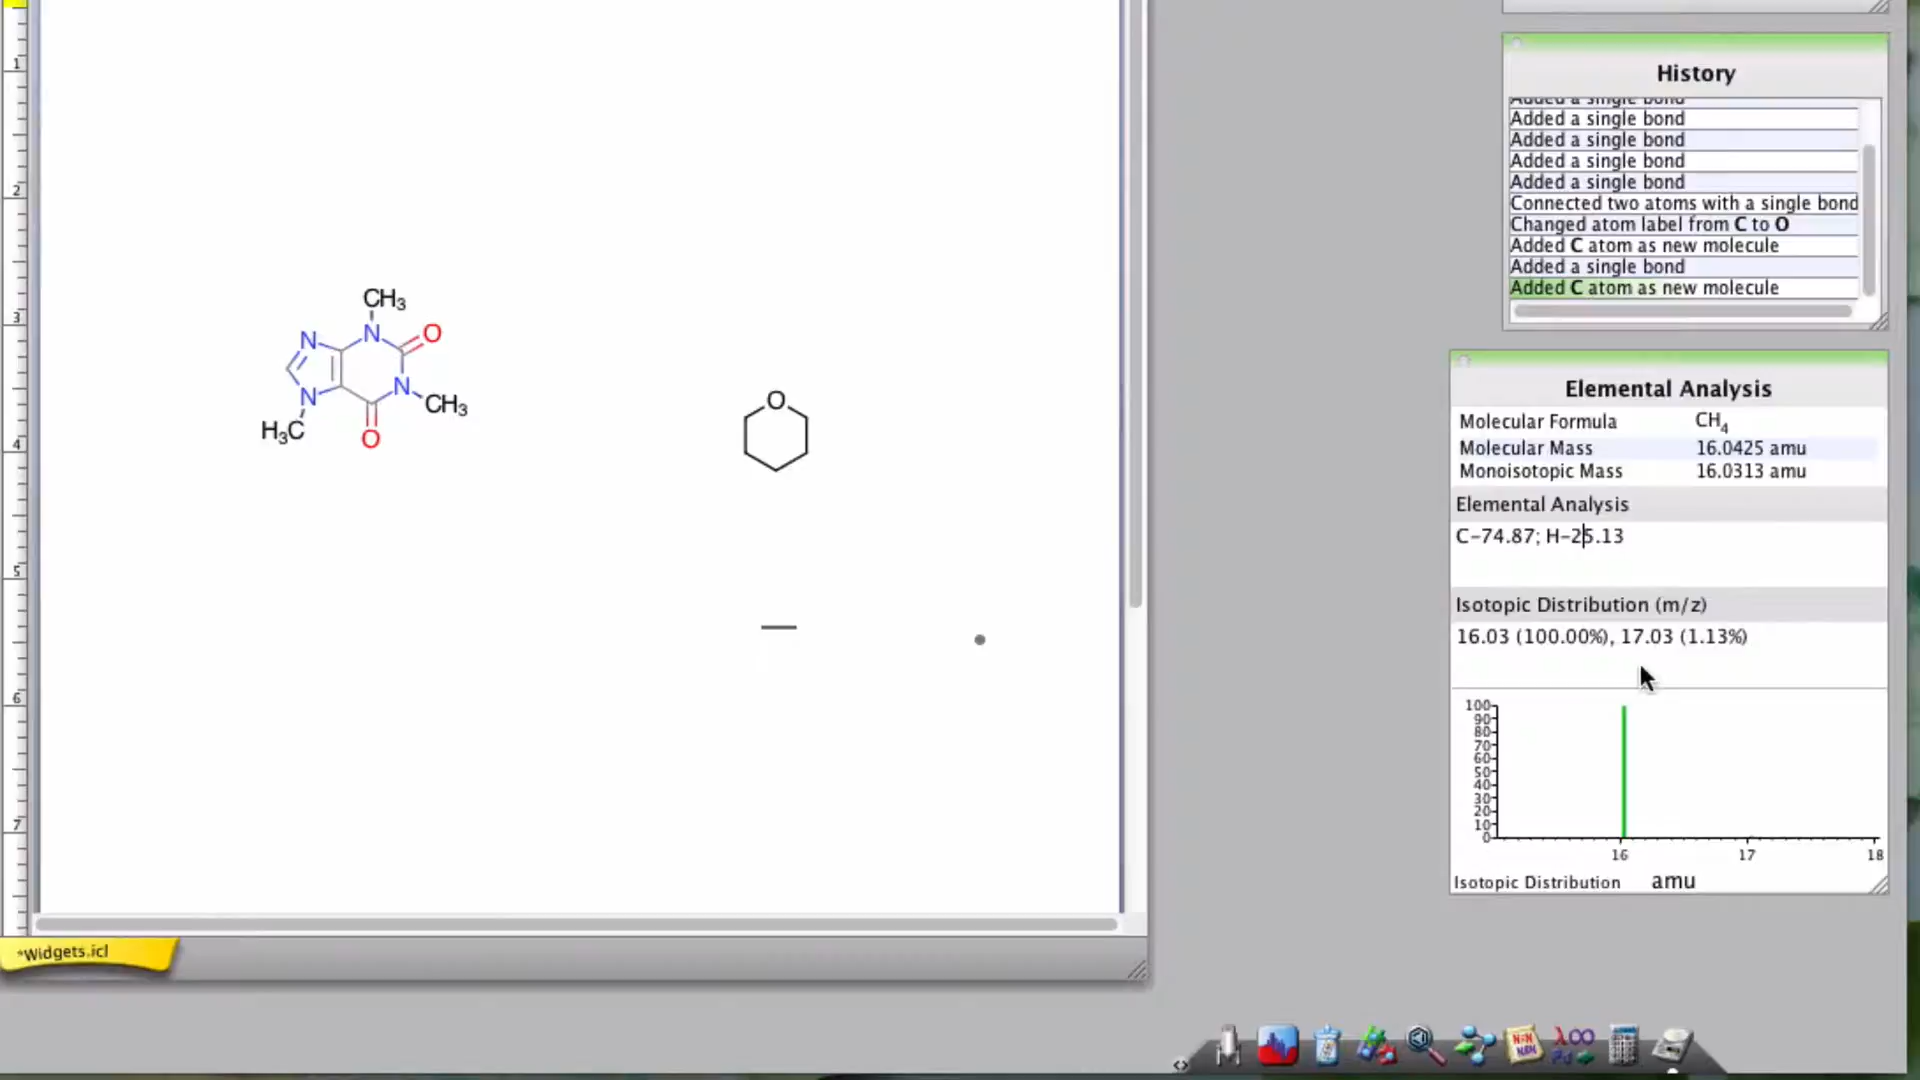 1
2
3
4
5
6
7
CH3
N
N
O
N
N
CH3
H3C
O
O
*Widgets.icl
History
Added a single bond
Added a single bond
Added a single bond
Added a single bond
Added a single bond
Connected two atoms with a single bond
Changed atom label from C to O
Added C atom as new molecule
Added a single bond
Added C atom as new molecule
Elemental Analysis
Molecular Formula CH4
Molecular Mass 16.0425 amu
Monoisotopic Mass 16.0313 amu
Elemental Analysis
C-74.87; H-25.13
Isotopic Distribution (m/z)
16.03 (100.00%), 17.03 (1.13%)
100
90
80
70
60
50
40
30
20
10
0
16 17 18
Isotopic Distribution amu